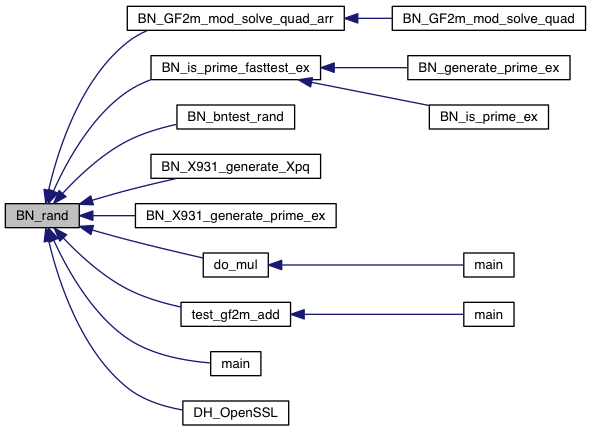 BN_GF2m_mod_solve_quad_arr
BN_GF2m_mod_solve_quad
BN_is_prime_fasttest_ex
BN_generate_prime_ex
BN_bntest_rand
BN_is_prime_ex
BN_X931_generate_Xpq
BN_rand
BN_X931_generate_prime_ex
do_mul
main
test_gf2m_add
main
main
DH_OpenSSL